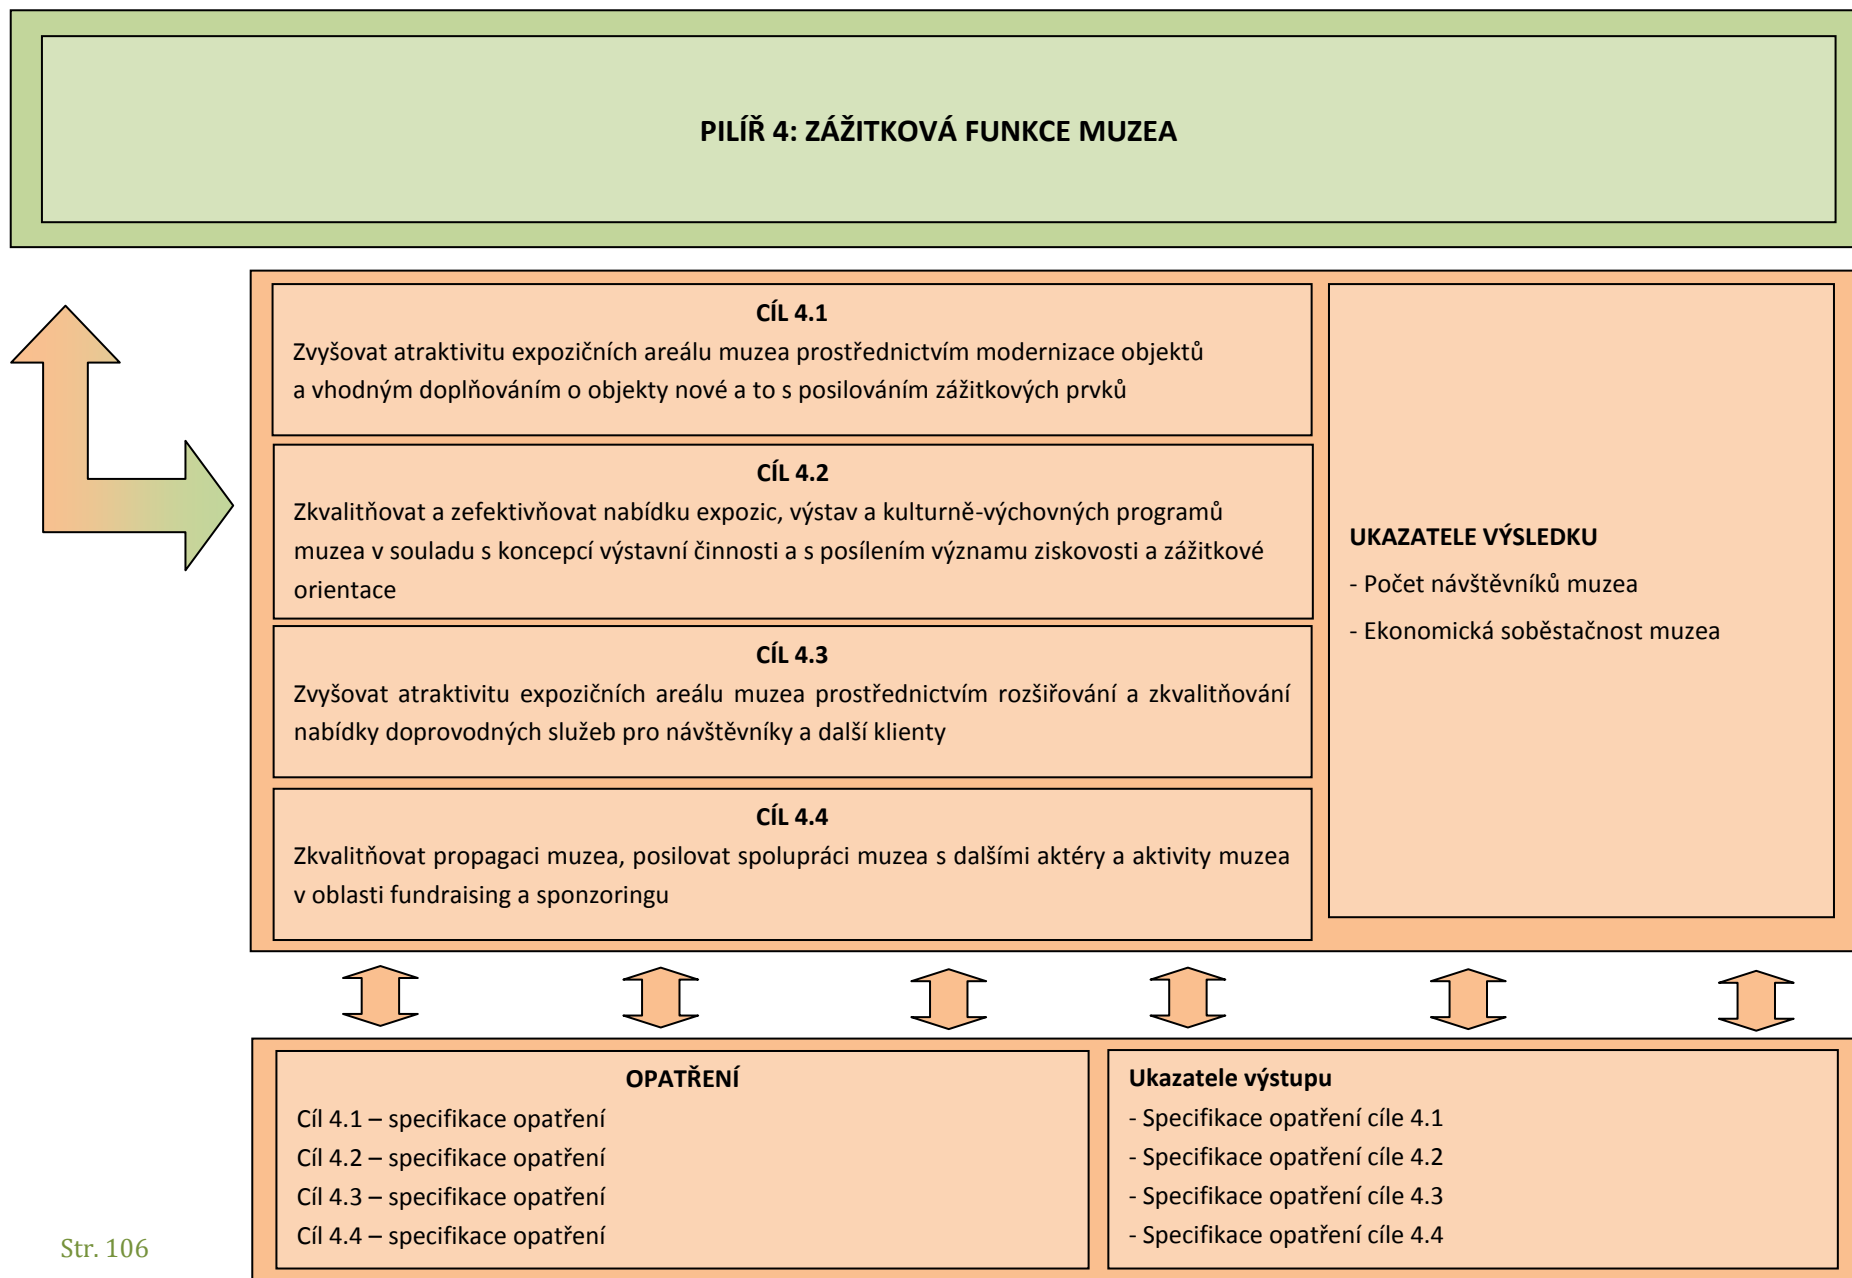 PILÍŘ 4: ZÁŽITKOVÁ FUNKCE MUZEA
CÍL 4.1
Zvyšovat atraktivitu expozičních areálu muzea prostřednictvím modernizace objektů
a vhodným doplňováním o objekty nové a to s posilováním zážitkových prvků
CÍL 4.2
Zkvalitňovat a zefektivňovat nabídku expozic, výstav a kulturně-výchovných programů
muzea v souladu s koncepcí výstavní činnosti a s posílením významu ziskovosti a zážitkové
orientace
CÍL 4.3
Zvyšovat atraktivitu expozičních areálu muzea prostřednictvím rozšiřování a zkvalitňování
nabídky doprovodných služeb pro návštěvníky a další klienty
CÍL 4.4
Zkvalitňovat propagaci muzea, posilovat spolupráci muzea s dalšími aktéry a aktivity muzea
v oblasti fundraising a sponzoringu
UKAZATELE VÝSLEDKU
- Počet návštěvníků muzea
- Ekonomická soběstačnost muzea
OPATŘENÍ
Cíl 4.1 – specifikace opatření
Cíl 4.2 – specifikace opatření
Cíl 4.3 – specifikace opatření
Cíl 4.4 – specifikace opatření
Ukazatele výstupu
- Specifikace opatření cíle 4.1
- Specifikace opatření cíle 4.2
- Specifikace opatření cíle 4.3
- Specifikace opatření cíle 4.4
Str. 106